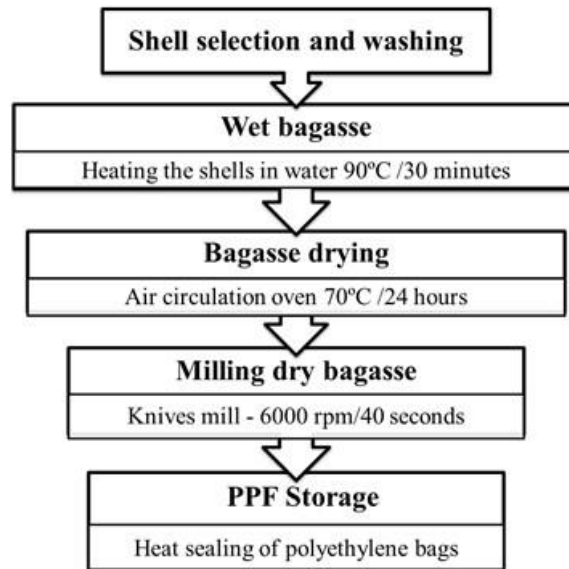 Shell selection and washing
Wet bagasse
Heating the shells in water 90ºC /30 minutes
Bagasse drying
Air circulation oven 70ºC /24 hours
Milling dry bagasse
Knives mill - 6000 rpm/40 seconds
PPF Storage
Heat sealing of polyethylene bags